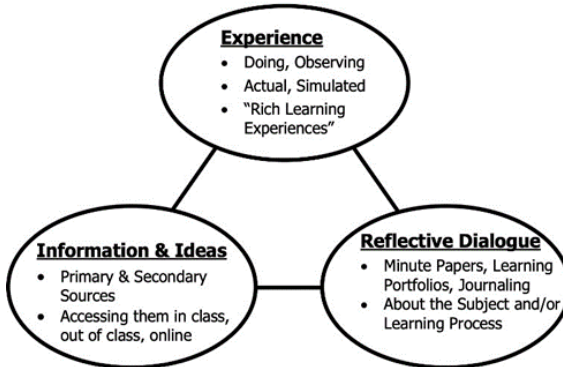 Experience
• Doing, Observing
• Actual, Simulated
• “Rich Learning
Experiences”
Information & Ideas
• Primary & Secondary
Sources
• Accessing them in class,
out of class, online
Reflective Dialogue
• Minute Papers, Learning
Portfolios, Journaling
• About the Subject and/or
Learning Process